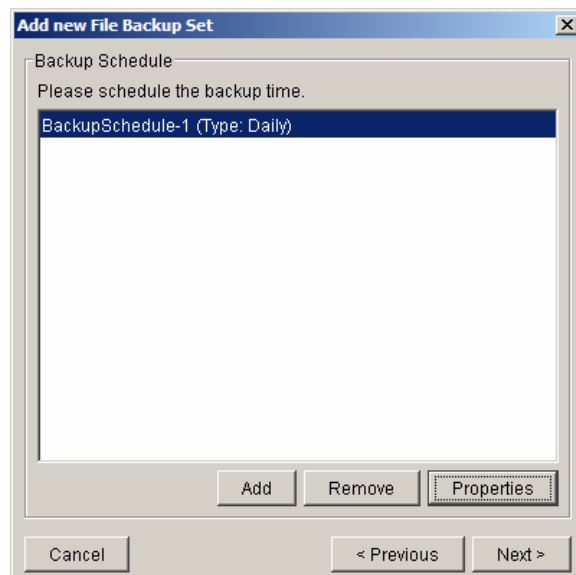 Add new File Backup Set
Backup Schedule
Please schedule the backup time.
BackupSchedule-1 (Type: Daily)
Add Remove Properties
Cancel < Previous Next >